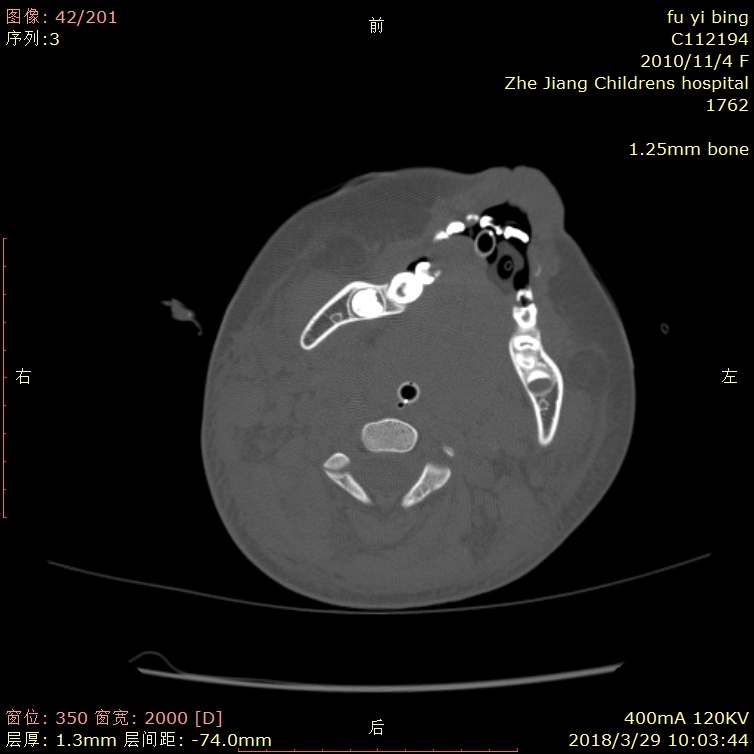 图像: 42/201
序列:3
前
fu yi bing
C112194
2010/11/4 F
Zhe Jiang Childrens hospital
1762
1.25mm bone
右
左
窗位: 350 窗宽: 2000 [D]
层厚: 1.3mm 层间距: -74.0mm
后
400mA 120KV
2018/3/29 10:03:44